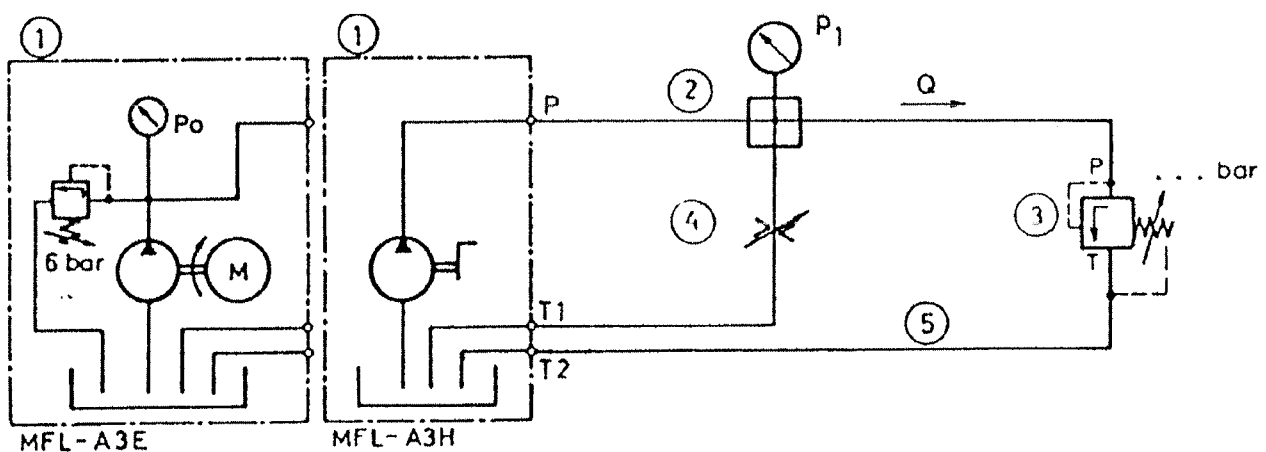 1
1
P1
Po
P
2
Q
P
. . . bar
4
3
6 bar
M
T
T1
5
T2
MFL-A3E
MFL-A3H